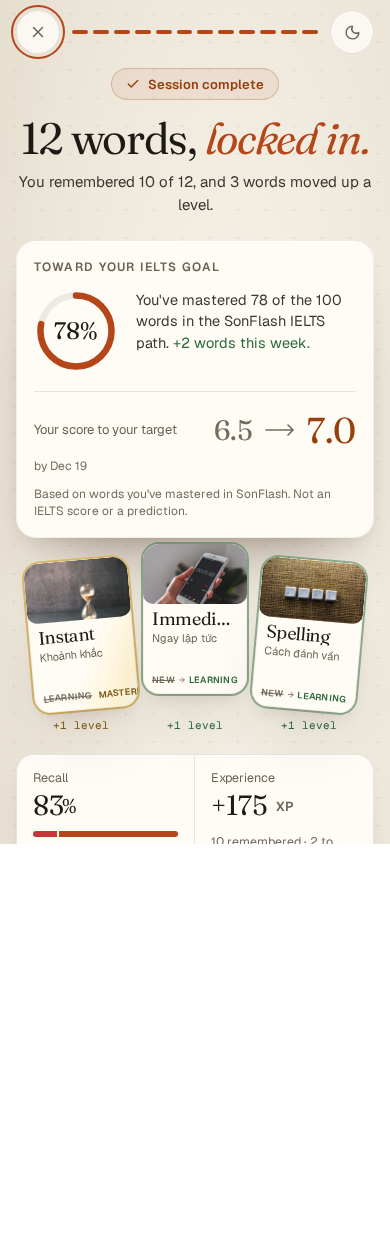 Session complete
12 words, locked in.
You remembered 10 of 12, and 3 words moved up a
level.
TOWARD YOUR IELTS GOAL
78%
You've mastered 78 of the 100
words in the SonFlash IELTS
path. +2 words this week.
Your score to your target
6.5 → 7.0
by Dec 19
Based on words you've mastered in SonFlash. Not an
IELTS score or a prediction.
Instant
Khoảnh khắc
LEARNING MASTER
+1 level
Immedi...
Ngay lập tức
NEW → LEARNING
+1 level
Spelling
Cách đánh vần
NEW → LEARNING
+1 level
Recall
83%
Experience
+175 XP
10 remembered · 2 to